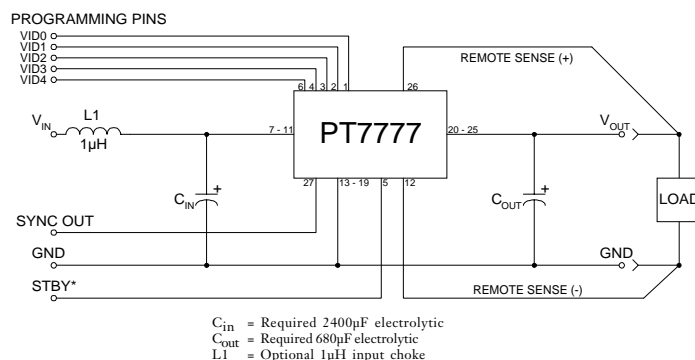 PROGRAMMING PINS
VID0
VID1
VID2
VID3
VID4
6 4 3 2 1
26
REMOTE SENSE (+)
L1
VIN
1µH
7 - 11
PT7777
20 - 25
VOUT
CIN
+
27
13 - 19
5
12
COUT
+
LOAD
SYNC OUT
GND
GND
STBY*
REMOTE SENSE (-)
Cin = Required 2400µF electrolytic
Cout = Required 680µF electrolytic
L1 = Optional 1µH input choke